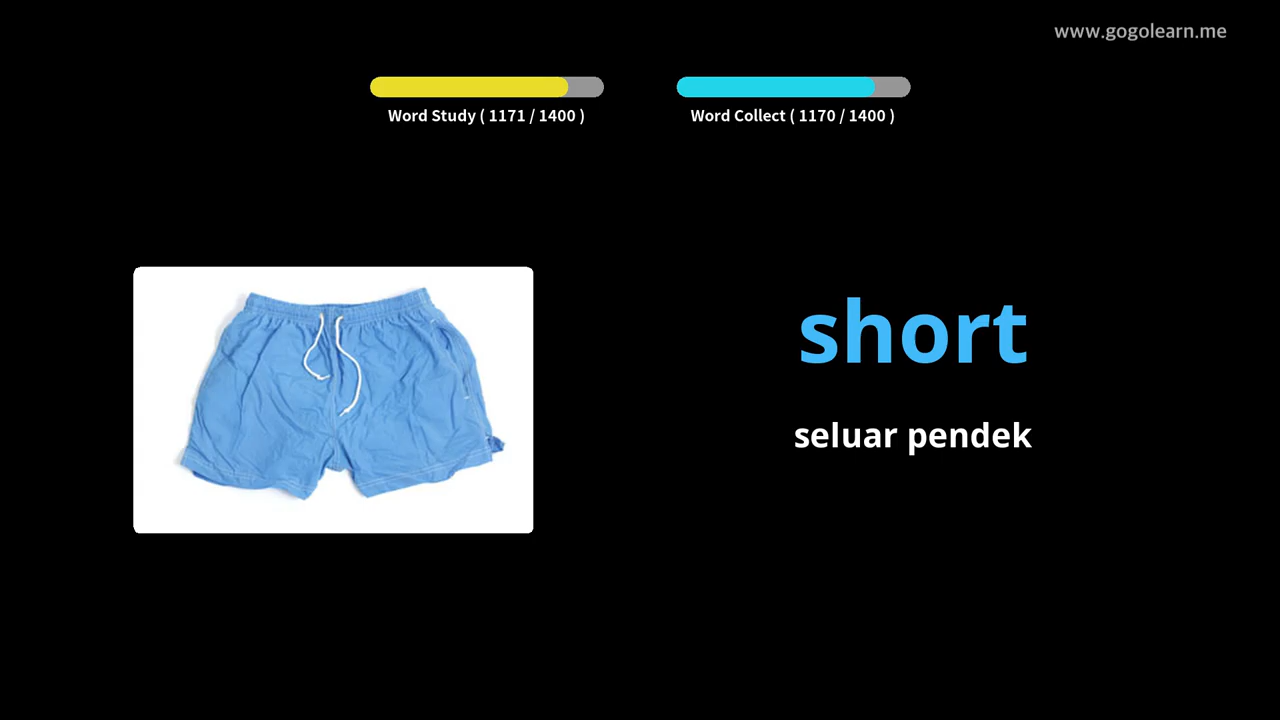 www.gogolearn.me
Word Study ( 1171 / 1400 )
Word Collect ( 1170 / 1400 )
short
seluar pendek